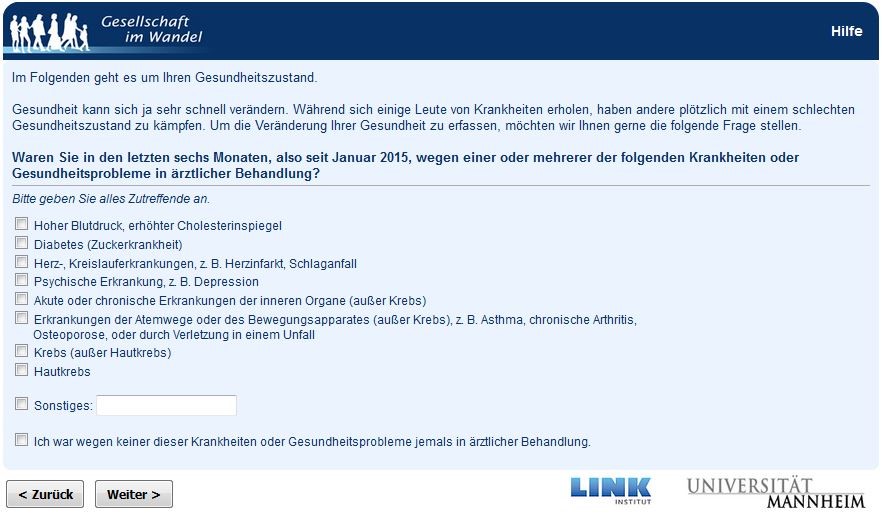 Gesellschaft
im Wandel
Hilfe
Im Folgenden geht es um Ihren Gesundheitszustand.
Gesundheit kann sich ja sehr schnell verändern. Während sich einige Leute von Krankheiten erholen, haben andere plötzlich mit einem schlechten
Gesundheitszustand zu kämpfen. Um die Veränderung Ihrer Gesundheit zu erfassen, möchten wir Ihnen gerne die folgende Frage stellen.
Waren Sie in den letzten sechs Monaten, also seit Januar 2015, wegen einer oder mehrerer der folgenden Krankheiten oder
Gesundheitsprobleme in ärztlicher Behandlung?
Bitte geben Sie alles Zutreffende an.
Hoher Blutdruck, erhöhter Cholesterinspiegel
Diabetes (Zuckerkrankheit)
Herz-, Kreislauferkrankungen, z. B. Herzinfarkt, Schlaganfall
Psychische Erkrankung, z. B. Depression
Akute oder chronische Erkrankungen der inneren Organe (außer Krebs)
Erkrankungen der Atemwege oder des Bewegungsapparates (außer Krebs), z. B. Asthma, chronische Arthritis,
Osteoporose, oder durch Verletzung in einem Unfall
Krebs (außer Hautkrebs)
Hautkrebs
Sonstiges:
Ich war wegen keiner dieser Krankheiten oder Gesundheitsprobleme jemals in ärztlicher Behandlung.
< Zurück Weiter >
LINK
INSTITUT
UNIVERSITÄT
MANNHEIM